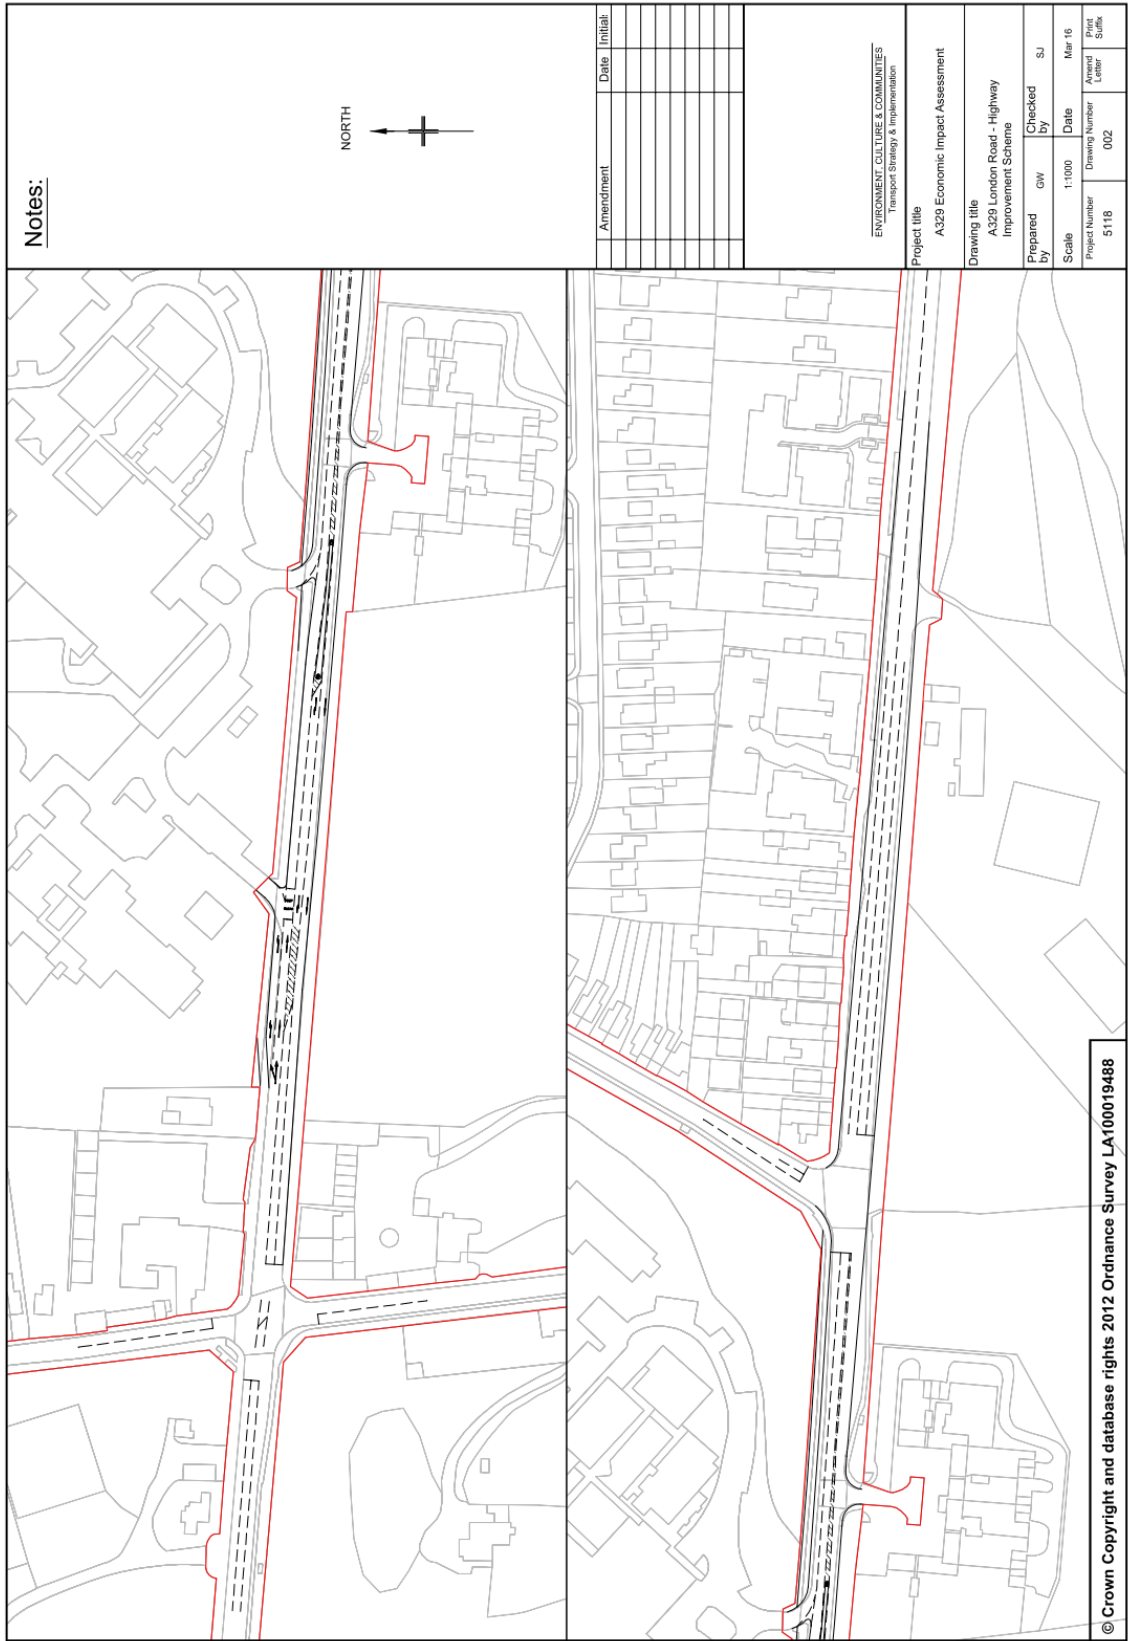 Notes:
NORTH
Amendment Date Initials
ENVIRONMENT, CULTURE & COMMUNITIES
Transport Strategy & Implementation
Project title
A329 Economic Impact Assessment
Drawing title
A329 London Road - Highway
Improvement Scheme
Prepared by GW Checked by SJ
Scale 1:1000 Date Mar 16
Project Number Drawing Number Amend Letter Print Suffix
5118 002
© Crown Copyright and database rights 2012 Ordnance Survey LA100019488